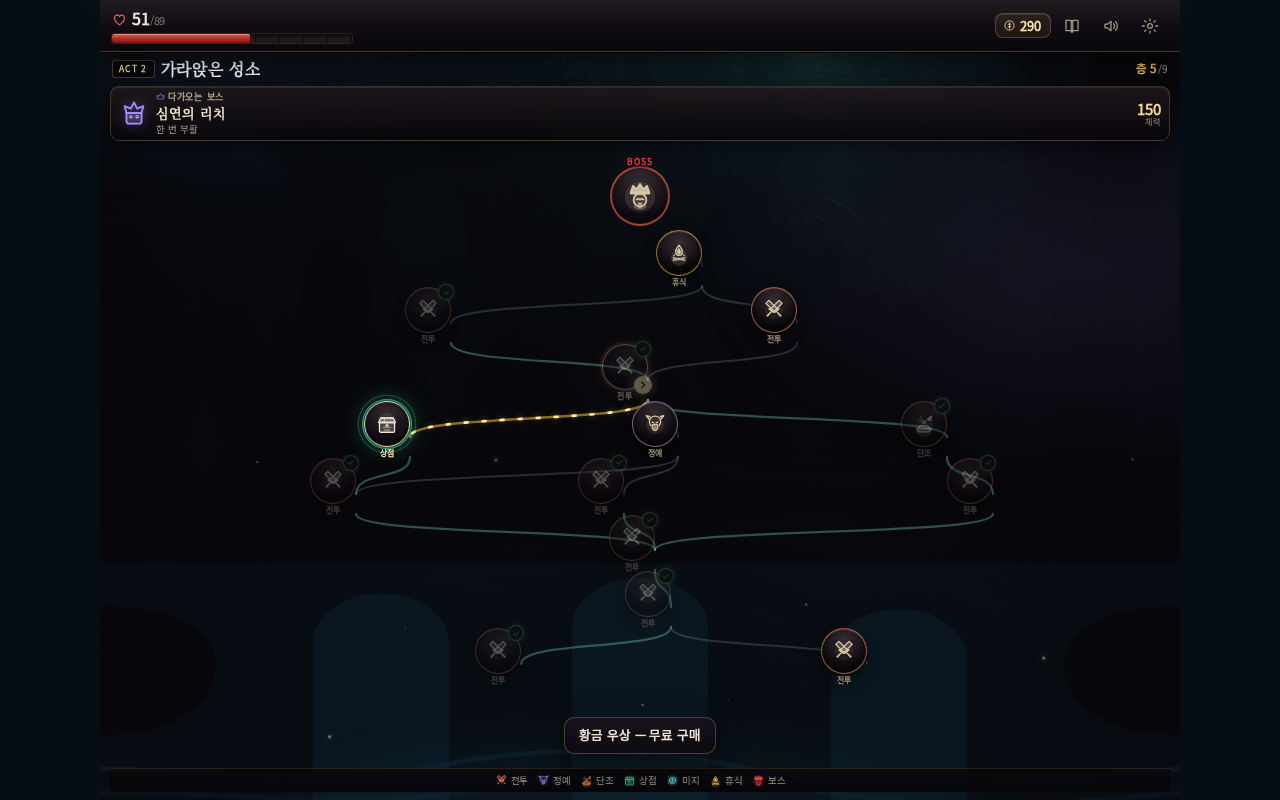 51/89
290
ACT 2 가라앉은 성소
층 5/9
다가오는 보스
심연의 리치
한 번 부활
150
체력
BOSS
휴식
전투
전투
전투
상점
정예
단조
전투
전투
전투
전투
전투
전투
전투
황금 우상 — 무료 구매
전투 정예 단조 상점 미지 휴식 보스